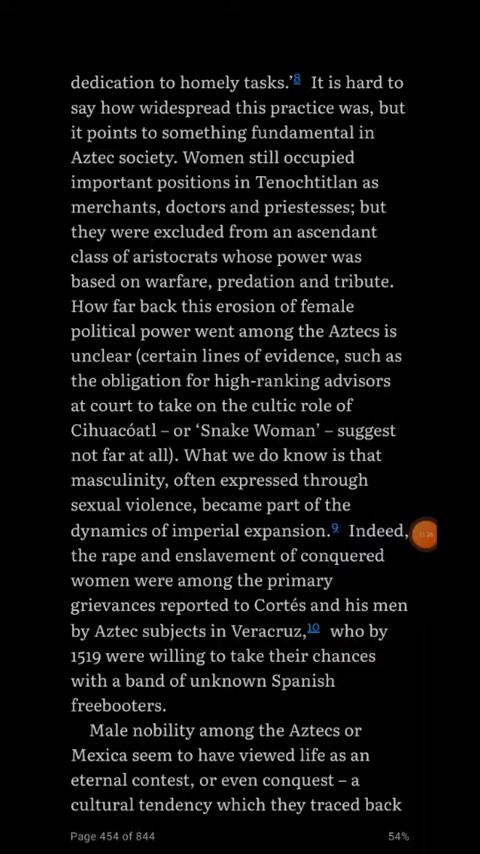 dedication to homely tasks.’8 It is hard to
say how widespread this practice was, but
it points to something fundamental in
Aztec society. Women still occupied
important positions in Tenochtitlan as
merchants, doctors and priestesses; but
they were excluded from an ascendant
class of aristocrats whose power was
based on warfare, predation and tribute.
How far back this erosion of female
political power went among the Aztecs is
unclear (certain lines of evidence, such as
the obligation for high-ranking advisors
at court to take on the cultic role of
Cihuacóatl – or ‘Snake Woman’ – suggest
not far at all). What we do know is that
masculinity, often expressed through
sexual violence, became part of the
dynamics of imperial expansion.9 Indeed,
the rape and enslavement of conquered
women were among the primary
grievances reported to Cortés and his men
by Aztec subjects in Veracruz,10 who by
1519 were willing to take their chances
with a band of unknown Spanish
freebooters.
Male nobility among the Aztecs or
Mexica seem to have viewed life as an
eternal contest, or even conquest – a
cultural tendency which they traced back
Page 454 of 844 54%